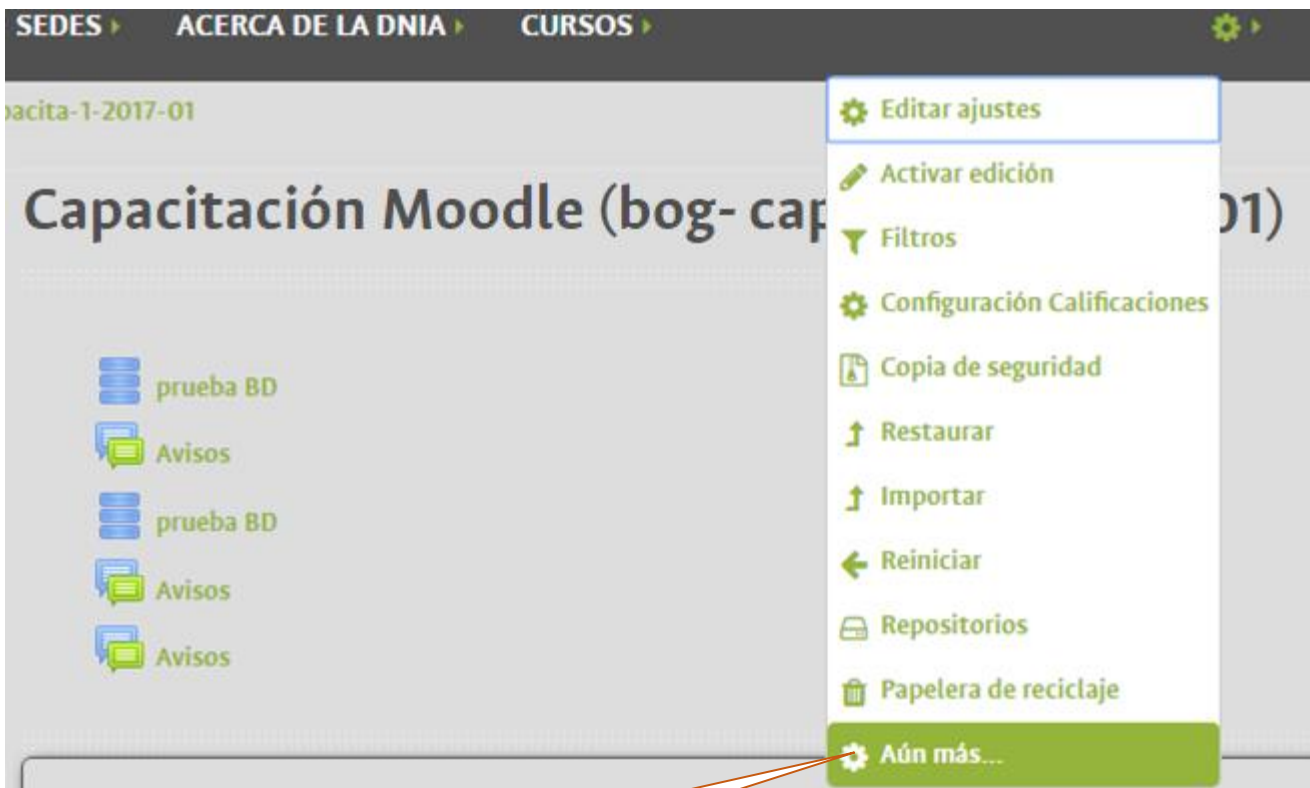 SEDES ACERCA DE LA DNIA CURSOS
pacita-1-2017-01
Capacitación Moodle (bog- cap 01)
prueba BD
Avisos
prueba BD
Avisos
Avisos
Editar ajustes
Activar edición
Filtros
Configuración Calificaciones
Copia de seguridad
Restaurar
Importar
Reiniciar
Repositorios
Papelera de reciclaje
Aún más...